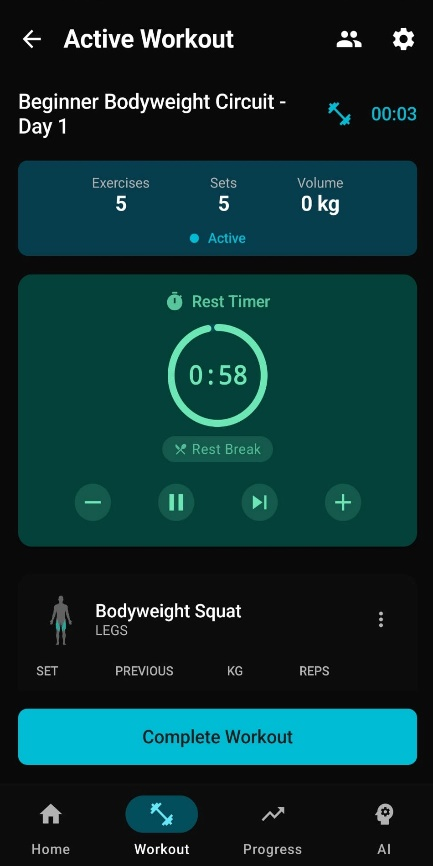 Active Workout
Beginner Bodyweight Circuit -
Day 1
00:03
Exercises Sets Volume
5 5 0 kg
Active
Rest Timer
0:58
Rest Break
Bodyweight Squat
LEGS
SET PREVIOUS KG REPS
Complete Workout
Home Workout Progress AI